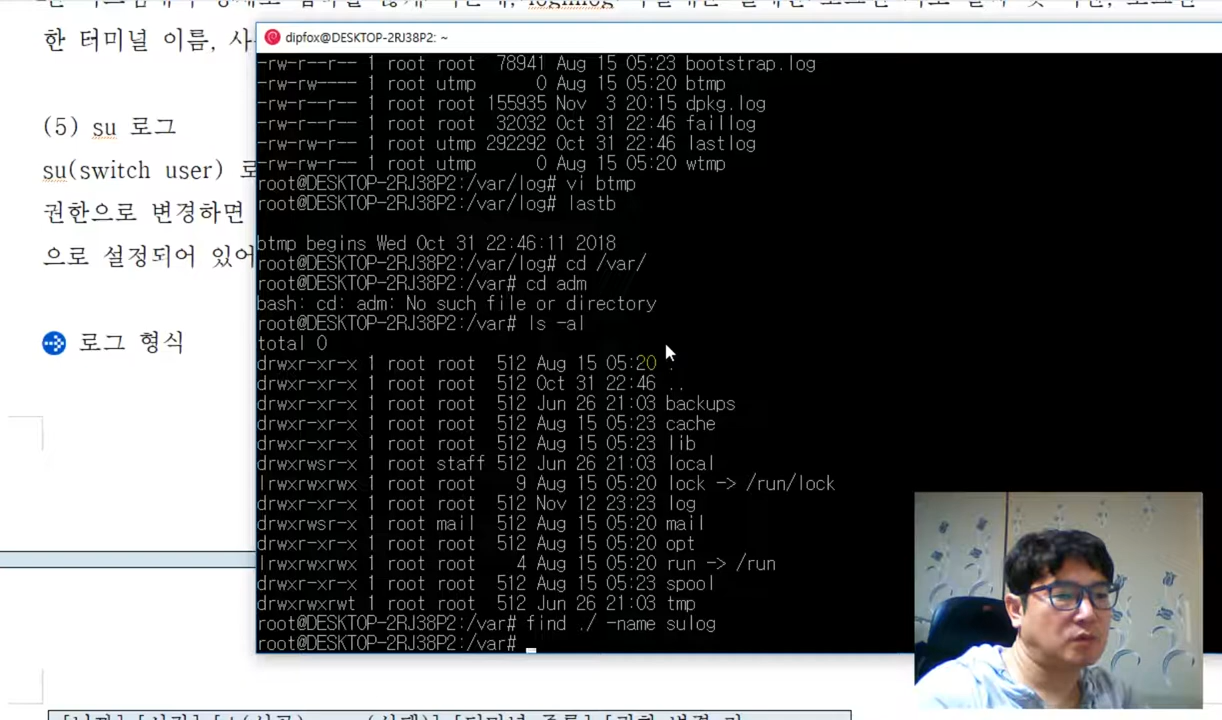 한 터미널 이름, 사
(5) su 로그
su(switch user) 로
권한으로 변경하면
으로 설정되어 있어
로그 형식
dipfox@DESKTOP-2RJ38P2: ~
-rw-r--r-- 1 root root 78941 Aug 15 05:23 bootstrap.log
-rw-rw---- 1 root utmp 0 Aug 15 05:20 btmp
-rw-r--r-- 1 root root 155935 Nov 3 20:15 dpkg.log
-rw-r--r-- 1 root root 32032 Oct 31 22:46 faillog
-rw-rw-r-- 1 root utmp 292292 Oct 31 22:46 lastlog
-rw-rw-r-- 1 root utmp 0 Aug 15 05:20 wtmp
root@DESKTOP-2RJ38P2:/var/log# vi btmp
root@DESKTOP-2RJ38P2:/var/log# lastb
btmp begins Wed Oct 31 22:46:11 2018
root@DESKTOP-2RJ38P2:/var/log# cd /var/
root@DESKTOP-2RJ38P2:/var# cd adm
bash: cd: adm: No such file or directory
root@DESKTOP-2RJ38P2:/var# ls -al
total 0
drwxr-xr-x 1 root root 512 Aug 15 05:20 .
drwxr-xr-x 1 root root 512 Oct 31 22:46 ..
drwxr-xr-x 1 root root 512 Jun 26 21:03 backups
drwxr-xr-x 1 root root 512 Aug 15 05:23 cache
drwxr-xr-x 1 root root 512 Aug 15 05:23 lib
drwxrwsr-x 1 root staff 512 Jun 26 21:03 local
lrwxrwxrwx 1 root root 9 Aug 15 05:20 lock -> /run/lock
drwxr-xr-x 1 root root 512 Nov 12 23:23 log
drwxrwsr-x 1 root mail 512 Aug 15 05:20 mail
drwxr-xr-x 1 root root 512 Aug 15 05:20 opt
lrwxrwxrwx 1 root root 4 Aug 15 05:20 run -> /run
drwxr-xr-x 1 root root 512 Aug 15 05:23 spool
drwxrwxrwt 1 root root 512 Jun 26 21:03 tmp
root@DESKTOP-2RJ38P2:/var# find ./ -name sulog
root@DESKTOP-2RJ38P2:/var#